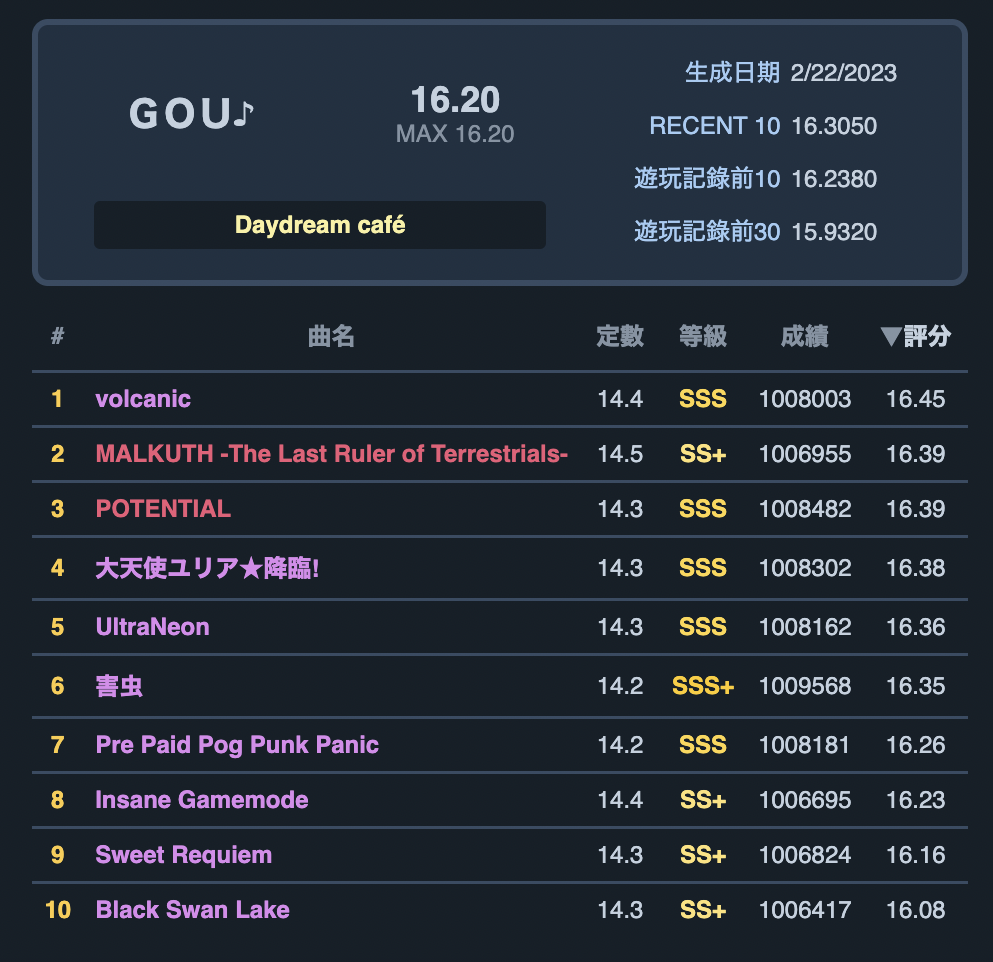 GOU♪
16.20
MAX 16.20
Daydream café
生成日期 2/22/2023
RECENT 10 16.3050
遊玩記錄前10 16.2380
遊玩記錄前30 15.9320
# 曲名 定數 等級 成績 ▼評分
1 volcanic 14.4 SSS 1008003 16.45
2 MALKUTH -The Last Ruler of Terrestrials- 14.5 SS+ 1006955 16.39
3 POTENTIAL 14.3 SSS 1008482 16.39
4 大天使ユリア★降臨! 14.3 SSS 1008302 16.38
5 UltraNeon 14.3 SSS 1008162 16.36
6 害虫 14.2 SSS+ 1009568 16.35
7 Pre Paid Pog Punk Panic 14.2 SSS 1008181 16.26
8 Insane Gamemode 14.4 SS+ 1006695 16.23
9 Sweet Requiem 14.3 SS+ 1006824 16.16
10 Black Swan Lake 14.3 SS+ 1006417 16.08